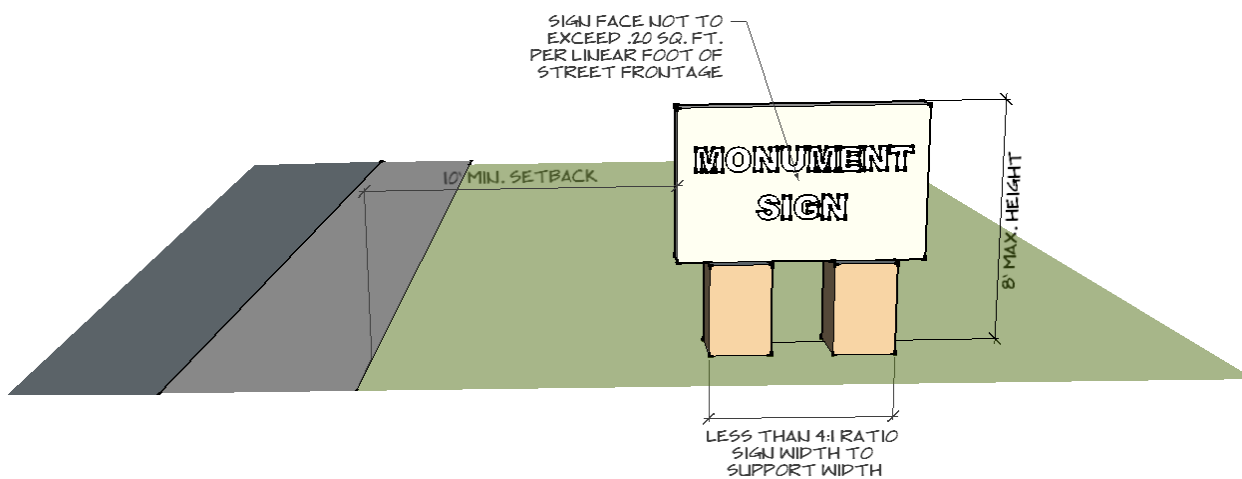 SIGN FACE NOT TO
EXCEED .20 SQ. FT.
PER LINEAR FOOT OF
STREET FRONTAGE
MONUMENT
SIGN
10' MIN. SETBACK
8' MAX. HEIGHT
LESS THAN 4:1 RATIO
SIGN WIDTH TO
SUPPORT WIDTH